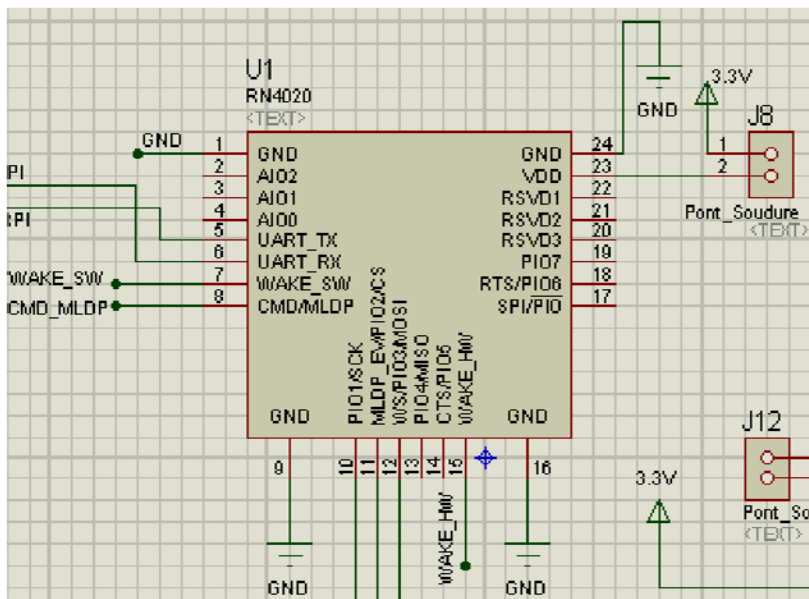 U1
RN4020
<TEXT>
GND
1
GND
2
AIO2
3
AIO1
4
AIO0
5
UART_TX
6
UART_RX
7
WAKE_SW
8
CMD/MLDP
PI
RPI
WAKE_SW
CMD_MLDP
24
GND
23
VDD
22
RSVD1
21
RSVD2
20
RSVD3
19
PIO7
18
RTS/PIO6
17
SPI/PIO
GND
3.3V
J8
1
2
Pont_Soudure
<TEXT>
GND
PIO1/SCK
MLDP_EV/PIO2/CS
WS/PIO3/MOSI
PIO4/MISO
CTS/PIO5
WAKE_HW
GND
9
10
11
12
13
14
15
16
WAKE_HW
GND
GND
J12
3.3V
Pont_So
<TEXT>